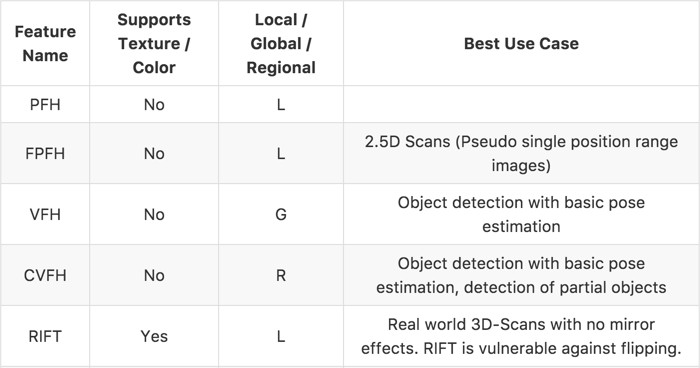 Feature Name | Supports Texture / Color | Local / Global / Regional | Best Use Case
PFH | No | L |
FPFH | No | L | 2.5D Scans (Pseudo single position range images)
VFH | No | G | Object detection with basic pose estimation
CVFH | No | R | Object detection with basic pose estimation, detection of partial objects
RIFT | Yes | L | Real world 3D-Scans with no mirror effects. RIFT is vulnerable against flipping.